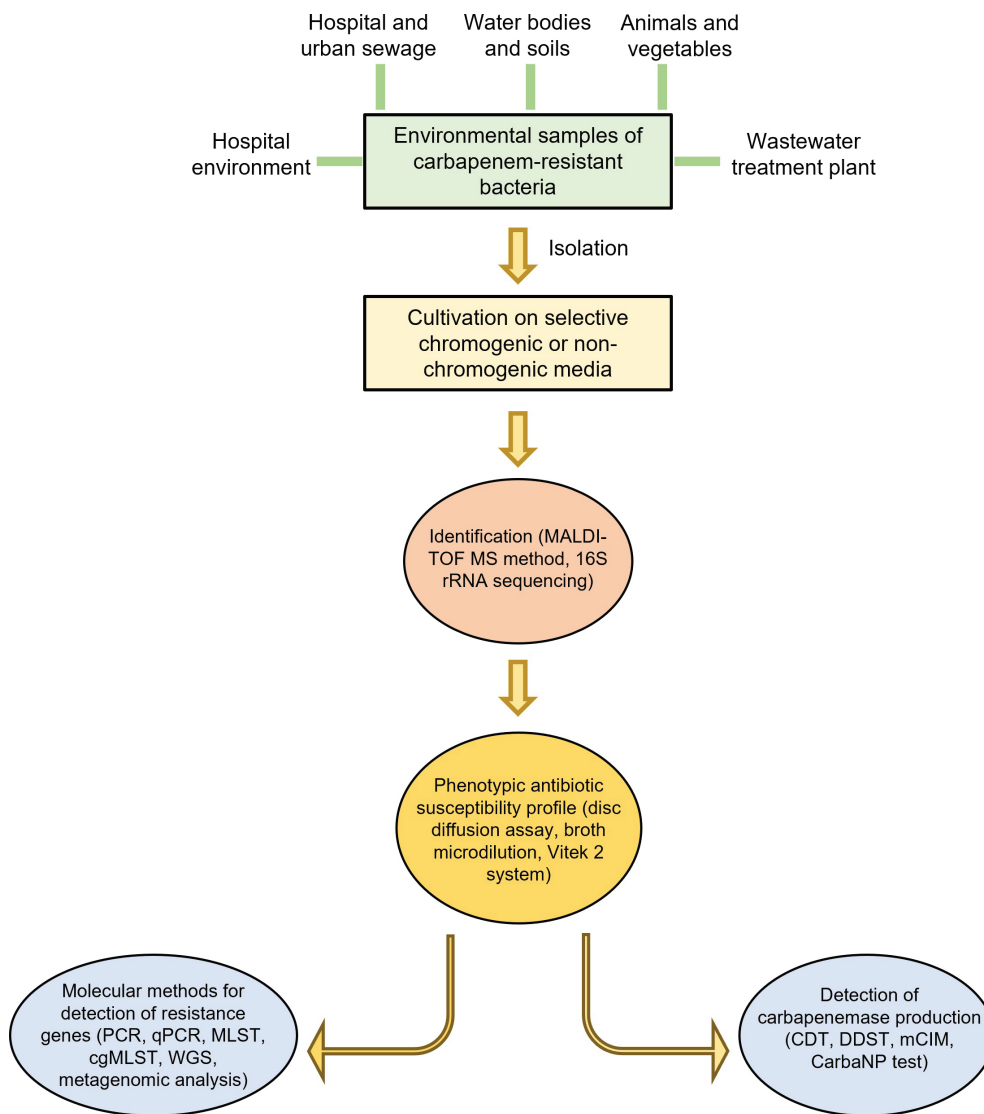 Hospital and
urban sewage
Water bodies
and soils
Animals and
vegetables
Hospital
environment
Environmental samples of
carbapenem-resistant
bacteria
Wastewater
treatment plant
Isolation
Cultivation on selective
chromogenic or non-
chromogenic media
Identification (MALDI-
TOF MS method, 16S
rRNA sequencing)
Phenotypic antibiotic
susceptibility profile (disc
diffusion assay, broth
microdilution, Vitek 2
system)
Molecular methods for
detection of resistance
genes (PCR, qPCR, MLST,
cgMLST, WGS,
metagenomic analysis)
Detection of
carbapenemase production
(CDT, DDST, mCIM,
CarbaNP test)